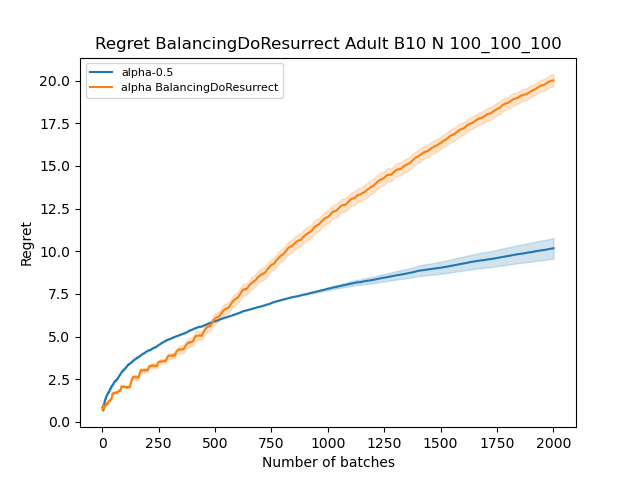 Regret BalancingDoResurrect Adult B10 N 100_100_100
alpha-0.5
alpha BalancingDoResurrect
20.0
17.5
15.0
12.5
10.0
7.5
5.0
2.5
0.0
Regret
0 250 500 750 1000 1250 1500 1750 2000
Number of batches